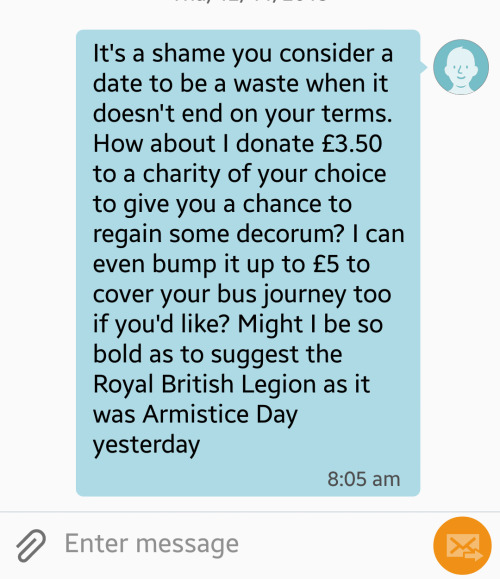 It's a shame you consider a
date to be a waste when it
doesn't end on your terms.
How about I donate £3.50
to a charity of your choice
to give you a chance to
regain some decorum? I can
even bump it up to £5 to
cover your bus journey too
if you'd like? Might I be so
bold as to suggest the
Royal British Legion as it
was Armistice Day
yesterday
8:05 am
Enter message